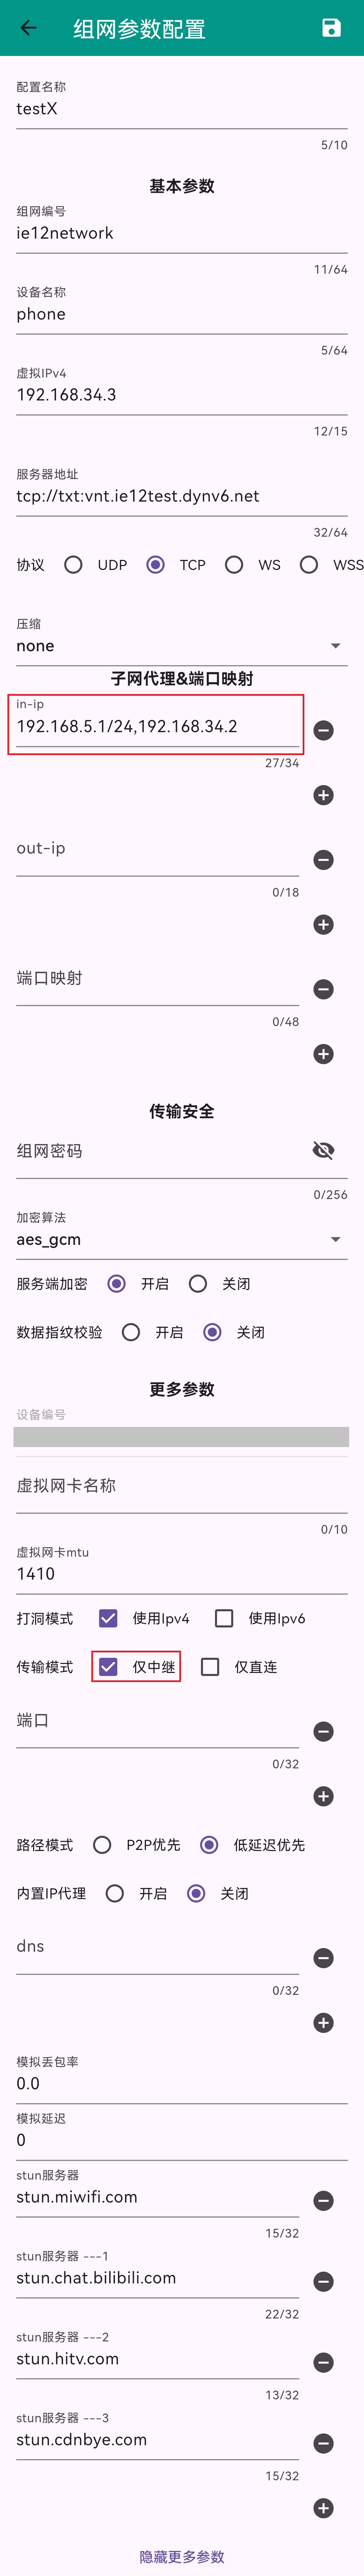 组网参数配置
配置名称
testX
5/10
基本参数
组网编号
ie12network
11/64
设备名称
phone
5/64
虚拟IPv4
192.168.34.3
12/15
服务器地址
tcp://txt:vnt.ie12test.dynv6.net
32/64
协议 UDP TCP WS WSS
压缩
none
子网代理&端口映射
in-ip
192.168.5.1/24,192.168.34.2
27/34
out-ip
0/18
端口映射
0/48
传输安全
组网密码
0/256
加密算法
aes_gcm
服务端加密 开启 关闭
数据指纹校验 开启 关闭
更多参数
设备编号
虚拟网卡名称
0/10
虚拟网卡mtu
1410
打洞模式 使用Ipv4 使用Ipv6
传输模式 仅中继 仅直连
端口
0/32
路径模式 P2P优先 低延迟优先
内置IP代理 开启 关闭
dns
0/32
模拟丢包率
0.0
模拟延迟
0
stun服务器
stun.miwifi.com
15/32
stun服务器 ---1
stun.chat.bilibili.com
22/32
stun服务器 ---2
stun.hitv.com
13/32
stun服务器 ---3
stun.cdnbye.com
15/32
隐藏更多参数